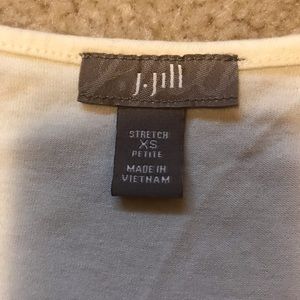 J.Jill
STRETCH
XS
PETITE
MADE IN
VIETNAM